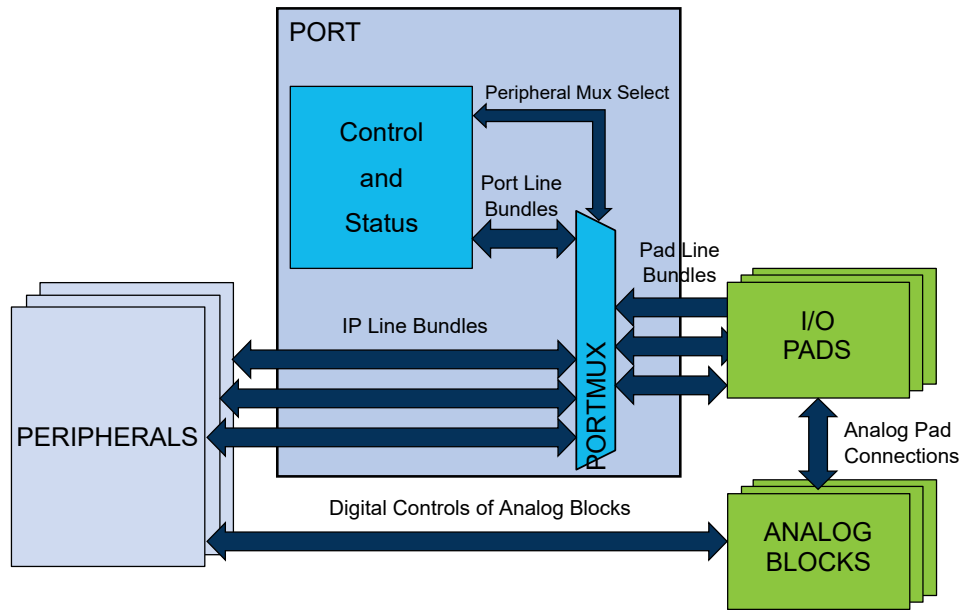 PORT
Peripheral Mux Select
Control
and
Status
Port Line
Bundles
Pad Line
Bundles
IP Line Bundles
PORTMUX
I/O
PADS
PERIPHERALS
Analog Pad
Connections
Digital Controls of Analog Blocks
ANALOG
BLOCKS